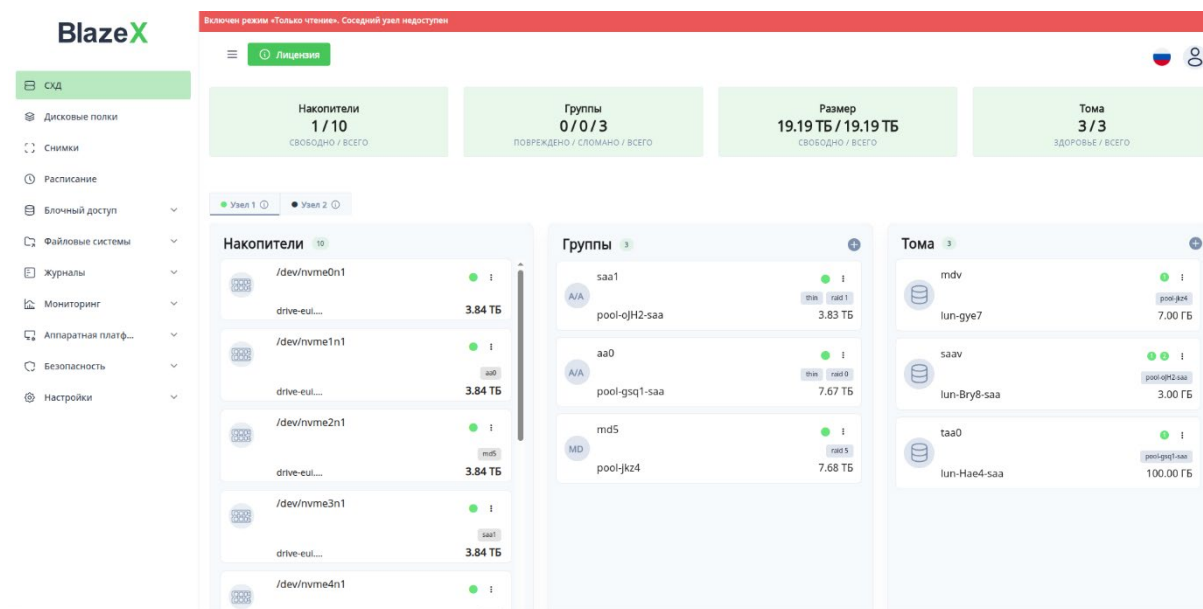 BlazeX
Включен режим «Только чтение». Соседний узел недоступен
Лицензия
СХД
Дисковые полки
Снимки
Расписание
Блочный доступ
Файловые системы
Журналы
Мониторинг
Аппаратная платф...
Безопасность
Настройки
Накопители
1 / 10
СВОБОДНО / ВСЕГО
Группы
0 / 0 / 3
ПОВРЕЖДЕНО / СЛОМАНО / ВСЕГО
Размер
19.19 ТБ / 19.19 ТБ
СВОБОДНО / ВСЕГО
Тома
3 / 3
ЗДОРОВЬЕ / ВСЕГО
Узел 1
Узел 2
Накопители 10
/dev/nvme0n1
drive-eui.... 3.84 ТБ
/dev/nvme1n1
aa0
drive-eui.... 3.84 ТБ
/dev/nvme2n1
md5
drive-eui.... 3.84 ТБ
/dev/nvme3n1
saa1
drive-eui.... 3.84 ТБ
/dev/nvme4n1
Группы 3
saa1
A/A
thin raid 1
pool-oJH2-saa 3.83 ТБ
aa0
A/A
thin raid 0
pool-gsq1-saa 7.67 ТБ
md5
MD
raid 5
pool-jkz4 7.68 ТБ
Тома 3
mdv
1
pool-jkz4
lun-gye7 7.00 ГБ
saav
1 2
pool-oJH2-saa
lun-Bry8-saa 3.00 ГБ
taa0
1
pool-gsq1-saa
lun-Hae4-saa 100.00 ГБ